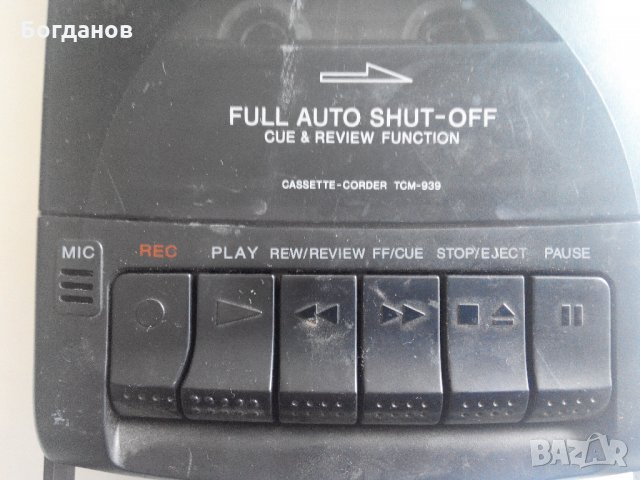 Богданов
FULL AUTO SHUT-OFF
CUE & REVIEW FUNCTION
CASSETTE-CORDER TCM-939
MIC REC PLAY REW/REVIEW FF/CUE STOP/EJECT PAUSE
BAZAR